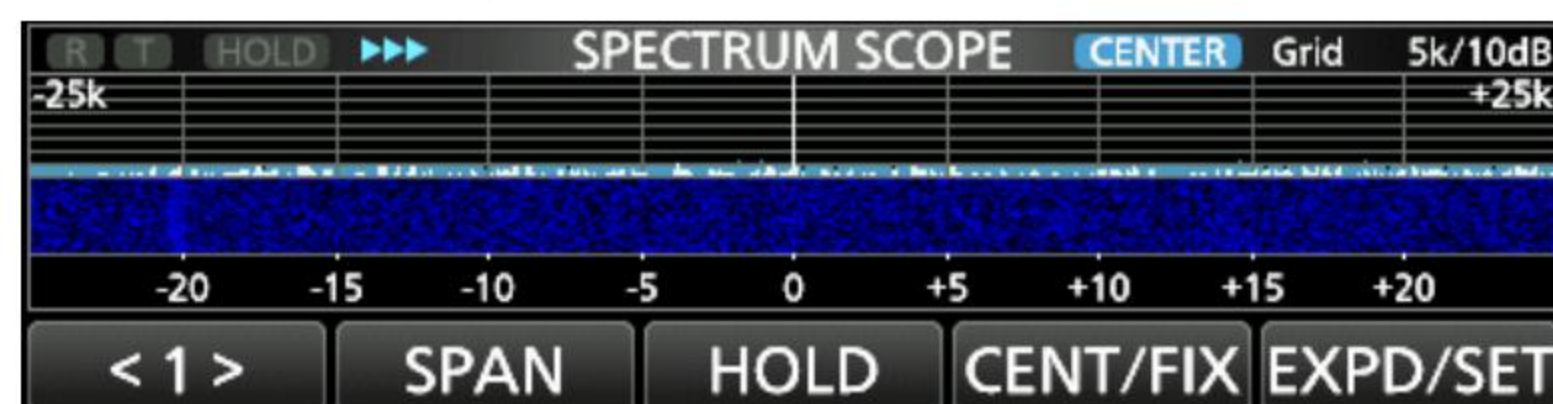 R T HOLD SPECTRUM SCOPE CENTER Grid 5k/10dB
-25k +25k
-20 -15 -10 -5 0 +5 +10 +15 +20
< 1 > SPAN HOLD CENT/FIX EXPD/SET